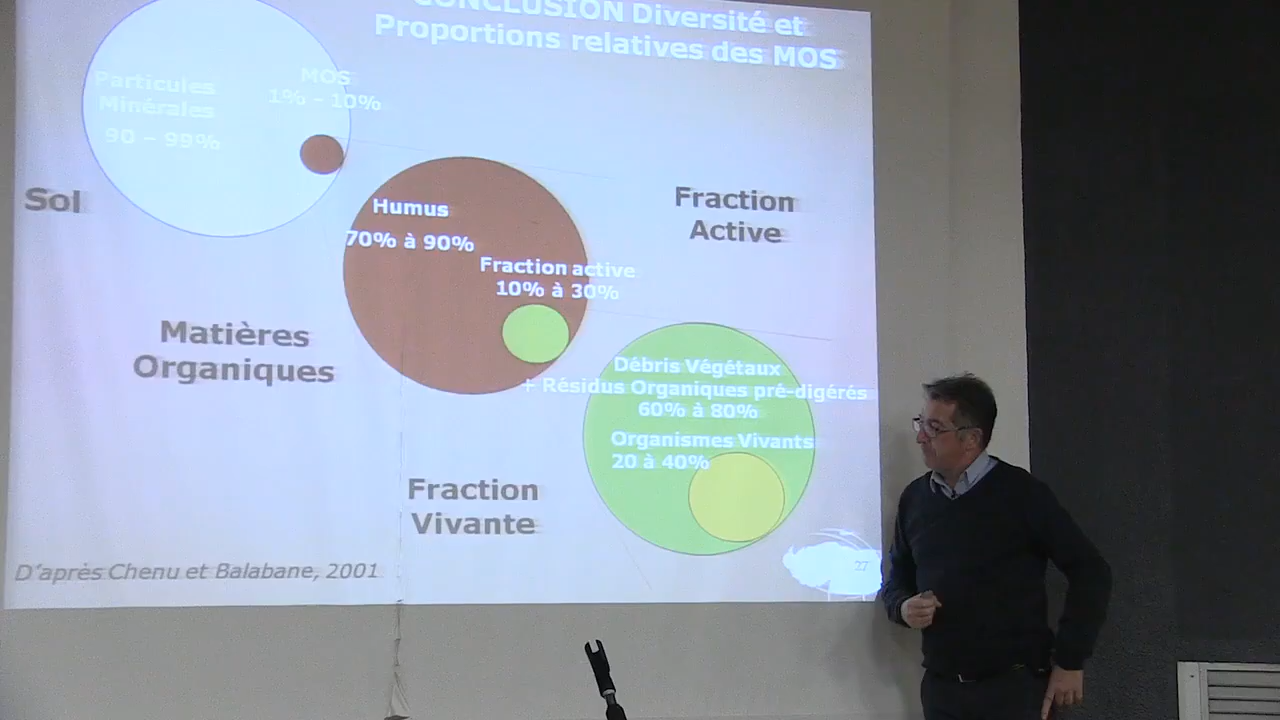 CONCLUSION Diversité et
Proportions relatives des MOS
Particules
Minérales
90 – 99%
MOS
1% - 10%
Sol
Humus
70% à 90%
Fraction active
10% à 30%
Fraction
Active
Matières
Organiques
Débris Végétaux
+ Résidus Organiques pré-digérés
60% à 80%
Organismes Vivants
20 à 40%
Fraction
Vivante
D'après Chenu et Balabane, 2001
27